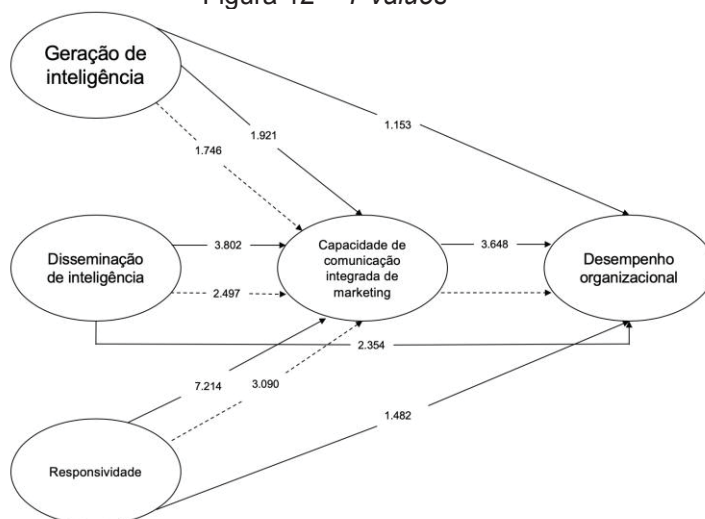 Figura 12 – T values
Geração de
inteligência
1.153
1.921
1.746
Disseminação
de inteligência
3.802
2.497
Capacidade de
comunicação
integrada de
marketing
3.648
Desempenho
organizacional
2.354
7.214
3.090
1.482
Responsividade